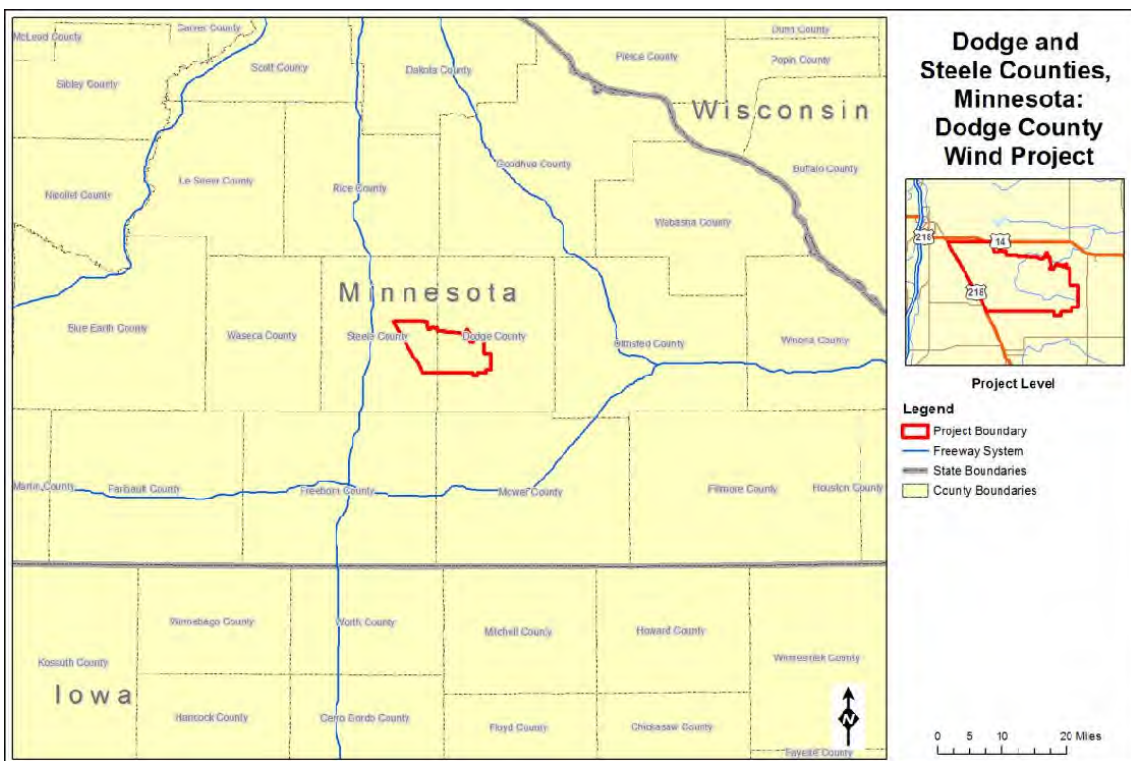 McLeod County
Carver County
Scott County
Dakota County
Pierce County
Dunn County
Pepin County
Sibley County
Wisconsin
Nicollet County
Le Sueur County
Rice County
Goodhue County
Buffalo County
Wabasha County
Minnesota
Blue Earth County
Waseca County
Steele County
Dodge County
Olmsted County
Winona County
Martin County
Faribault County
Freeborn County
Mower County
Fillmore County
Houston County
Winnebago County
Worth County
Mitchell County
Howard County
Kossuth County
Winneshiek County
Iowa
Hancock County
Cerro Gordo County
Floyd County
Chickasaw County
Fayette County
N
Dodge and
Steele Counties,
Minnesota:
Dodge County
Wind Project
218
14
218
Project Level
Legend
Project Boundary
Freeway System
State Boundaries
County Boundaries
0 5 10 20 Miles